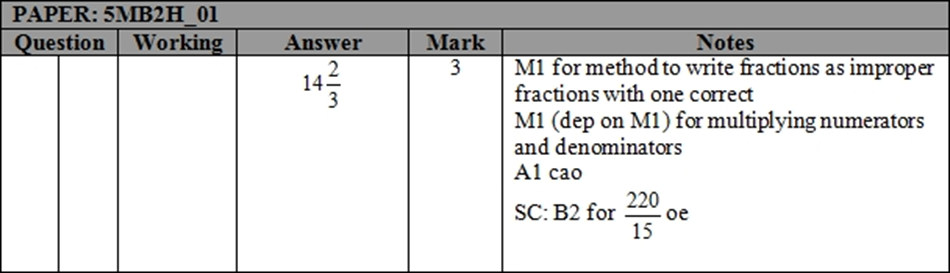 PAPER: 5MB2H_01
Question Working Answer Mark Notes
14 2/3 3 M1 for method to write fractions as improper
fractions with one correct
M1 (dep on M1) for multiplying numerators
and denominators
A1 cao
SC: B2 for 220/15 oe